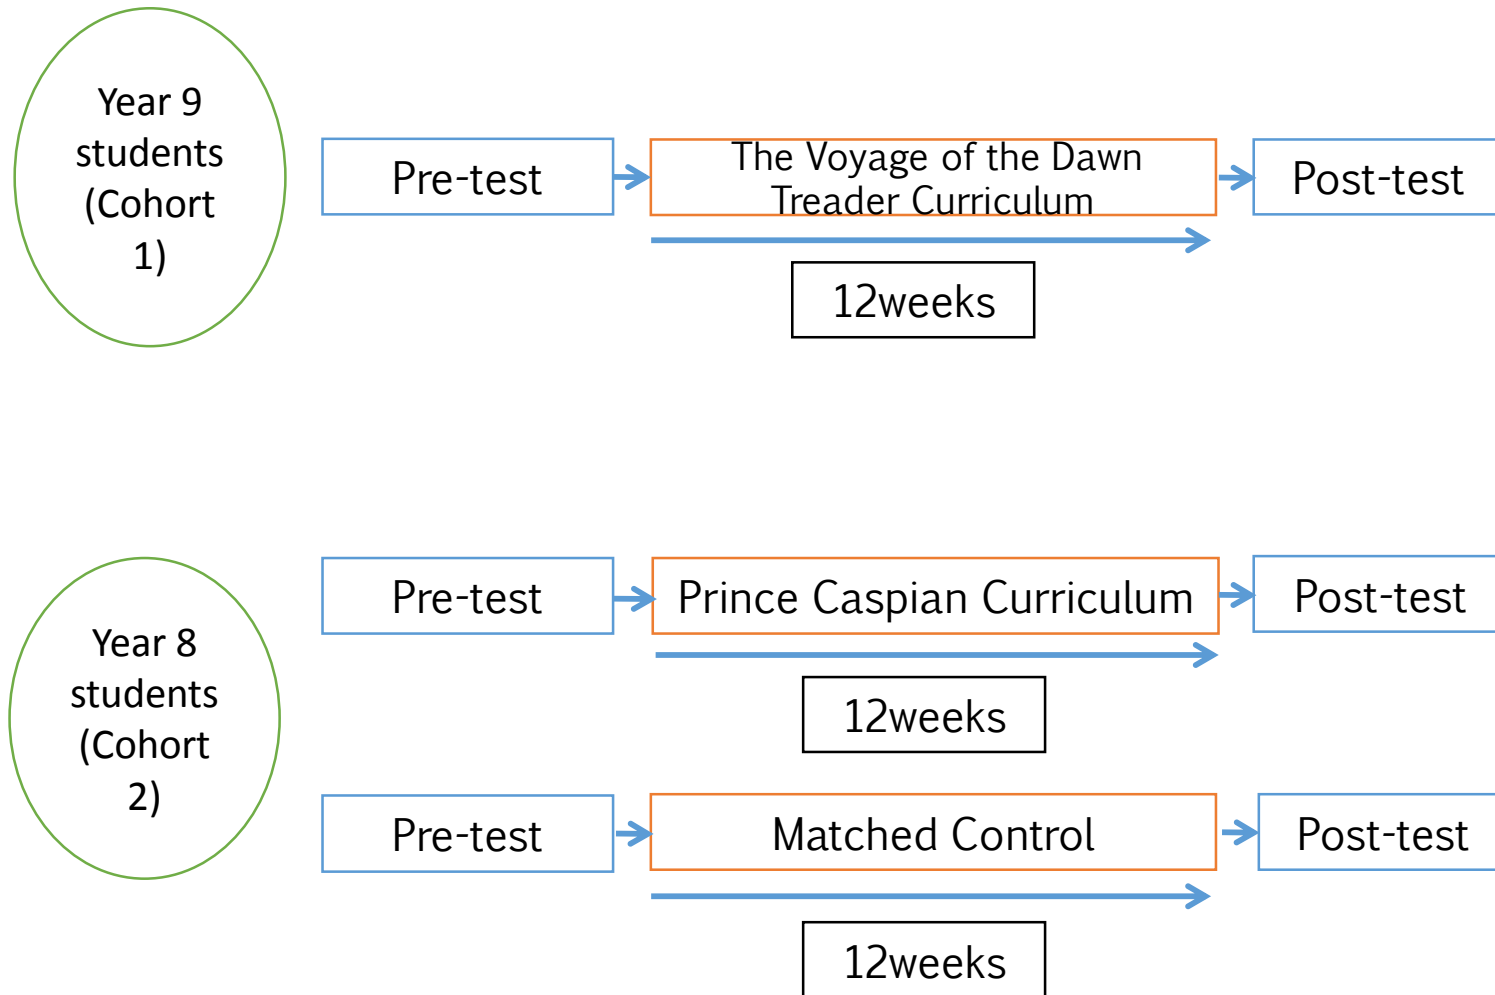 Year 9
students
(Cohort
1)
Pre-test
The Voyage of the Dawn
Treader Curriculum
Post-test
12weeks
Year 8
students
(Cohort
2)
Pre-test
Prince Caspian Curriculum
Post-test
12weeks
Pre-test
Matched Control
Post-test
12weeks